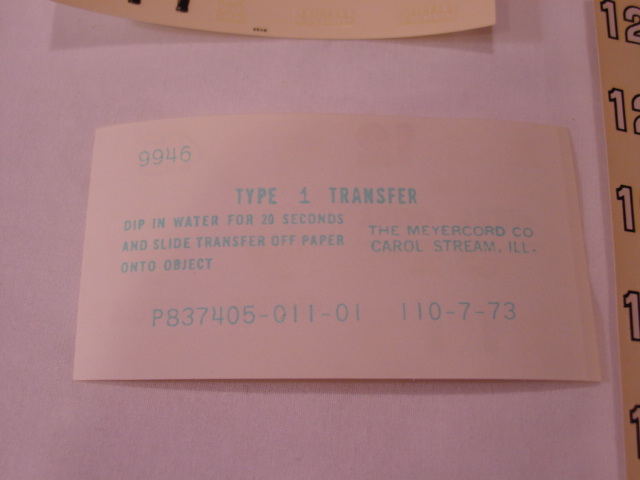 9946
TYPE 1 TRANSFER
DIP IN WATER FOR 20 SECONDS
AND SLIDE TRANSFER OFF PAPER
ONTO OBJECT
THE MEYERCORD CO
CAROL STREAM, ILL-
P837405-011-01 110-7-73